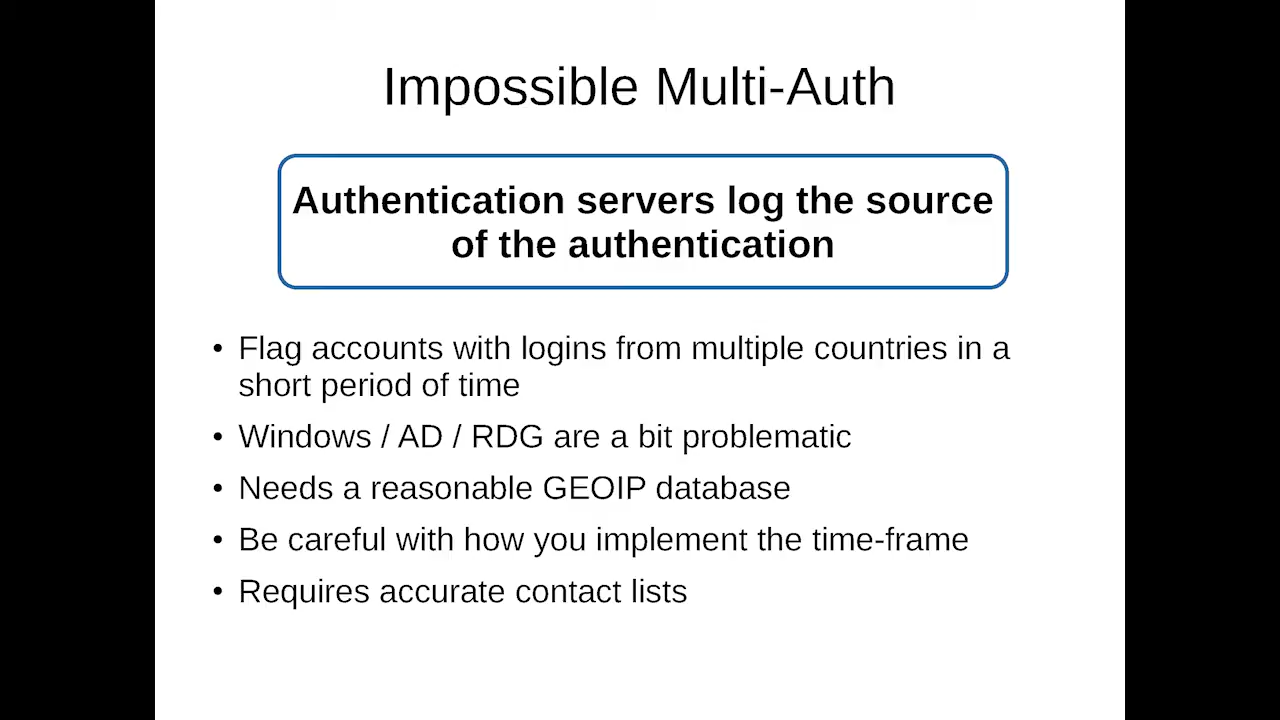 Impossible Multi-Auth
Authentication servers log the source
of the authentication
• Flag accounts with logins from multiple countries in a
short period of time
• Windows / AD / RDG are a bit problematic
• Needs a reasonable GEOIP database
• Be careful with how you implement the time-frame
• Requires accurate contact lists